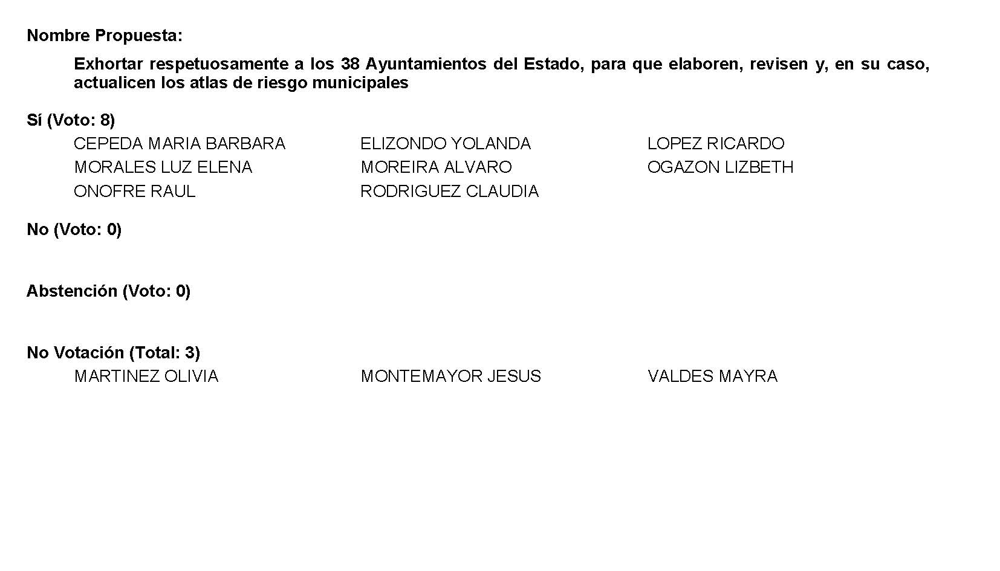 Nombre Propuesta:
Exhortar respetuosamente a los 38 Ayuntamientos del Estado, para que elaboren, revisen y, en su caso,
actualicen los atlas de riesgo municipales
Sí (Voto: 8)
CEPEDA MARIA BARBARA ELIZONDO YOLANDA LOPEZ RICARDO
MORALES LUZ ELENA MOREIRA ALVARO OGAZON LIZBETH
ONOFRE RAUL RODRIGUEZ CLAUDIA
No (Voto: 0)
Abstención (Voto: 0)
No Votación (Total: 3)
MARTINEZ OLIVIA MONTEMAYOR JESUS VALDES MAYRA